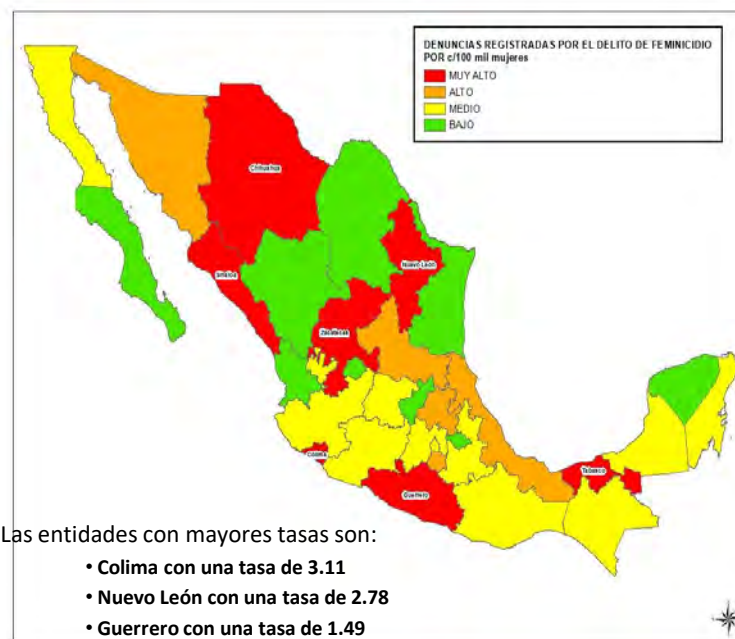 DENUNCIAS REGISTRADAS POR EL DELITO DE FEMINICIDIO
POR c/100 mil mujeres
MUY ALTO
ALTO
MEDIO
BAJO
Chihuahua
Nuevo León
Sinaloa
Zacatecas
Colima
Guerrero
Tabasco
Las entidades con mayores tasas son:
• Colima con una tasa de 3.11
• Nuevo León con una tasa de 2.78
• Guerrero con una tasa de 1.49